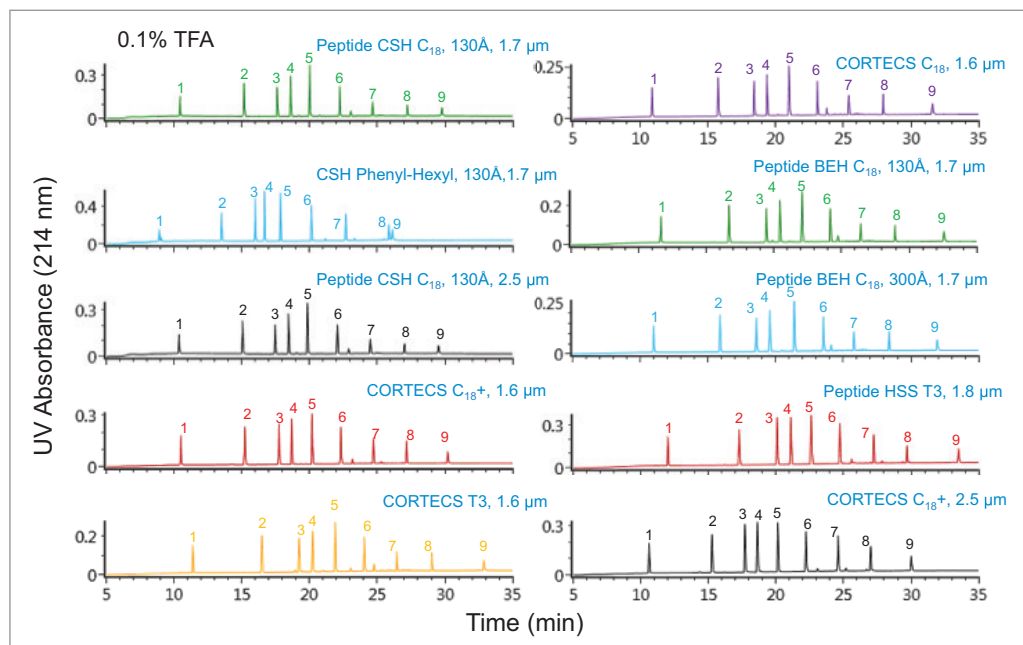 0.1% TFA
UV Absorbance (214 nm)
Peptide CSH C₁₈, 130Å, 1.7 µm
0.3
0
1 2 3 4 5 6 7 8 9
5 10 15 20 25 30 35
CSH Phenyl-Hexyl, 130Å,1.7 µm
0.4
0
1 2 3 4 5 6 7 8 9
Peptide CSH C₁₈, 130Å, 2.5 µm
0.3
0
1 2 3 4 5 6 7 8 9
CORTECS C₁₈+, 1.6 µm
0.3
0
1 2 3 4 5 6 7 8 9
CORTECS T3, 1.6 µm
0.2
0
1 2 3 4 5 6 7 8 9
5 10 15 20 25 30 35
CORTECS C₁₈, 1.6 µm
0.25
0
1 2 3 4 5 6 7 8 9
5 10 15 20 25 30 35
Peptide BEH C₁₈, 130Å, 1.7 µm
0.2
0
1 2 3 4 5 6 7 8 9
Peptide BEH C₁₈, 300Å, 1.7 µm
0.25
0
1 2 3 4 5 6 7 8 9
Peptide HSS T3, 1.8 µm
0.3
0
1 2 3 4 5 6 7 8 9
CORTECS C₁₈+, 2.5 µm
0.3
0
1 2 3 4 5 6 7 8 9
5 10 15 20 25 30 35
Time (min)